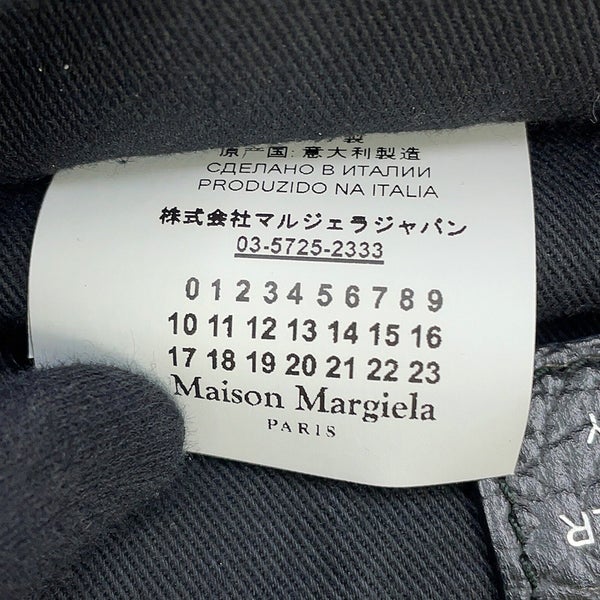 製
原产国: 意大利製造
СДЕЛАНО В ИТАЛИИ
PRODUZIDO NA ITALIA
株式会社マルジェラジャパン
03-5725-2333
0 1 2 3 4 5 6 7 8 9
10 11 12 13 14 15 16
17 18 19 20 21 22 23
Maison Margiela
PARIS
R